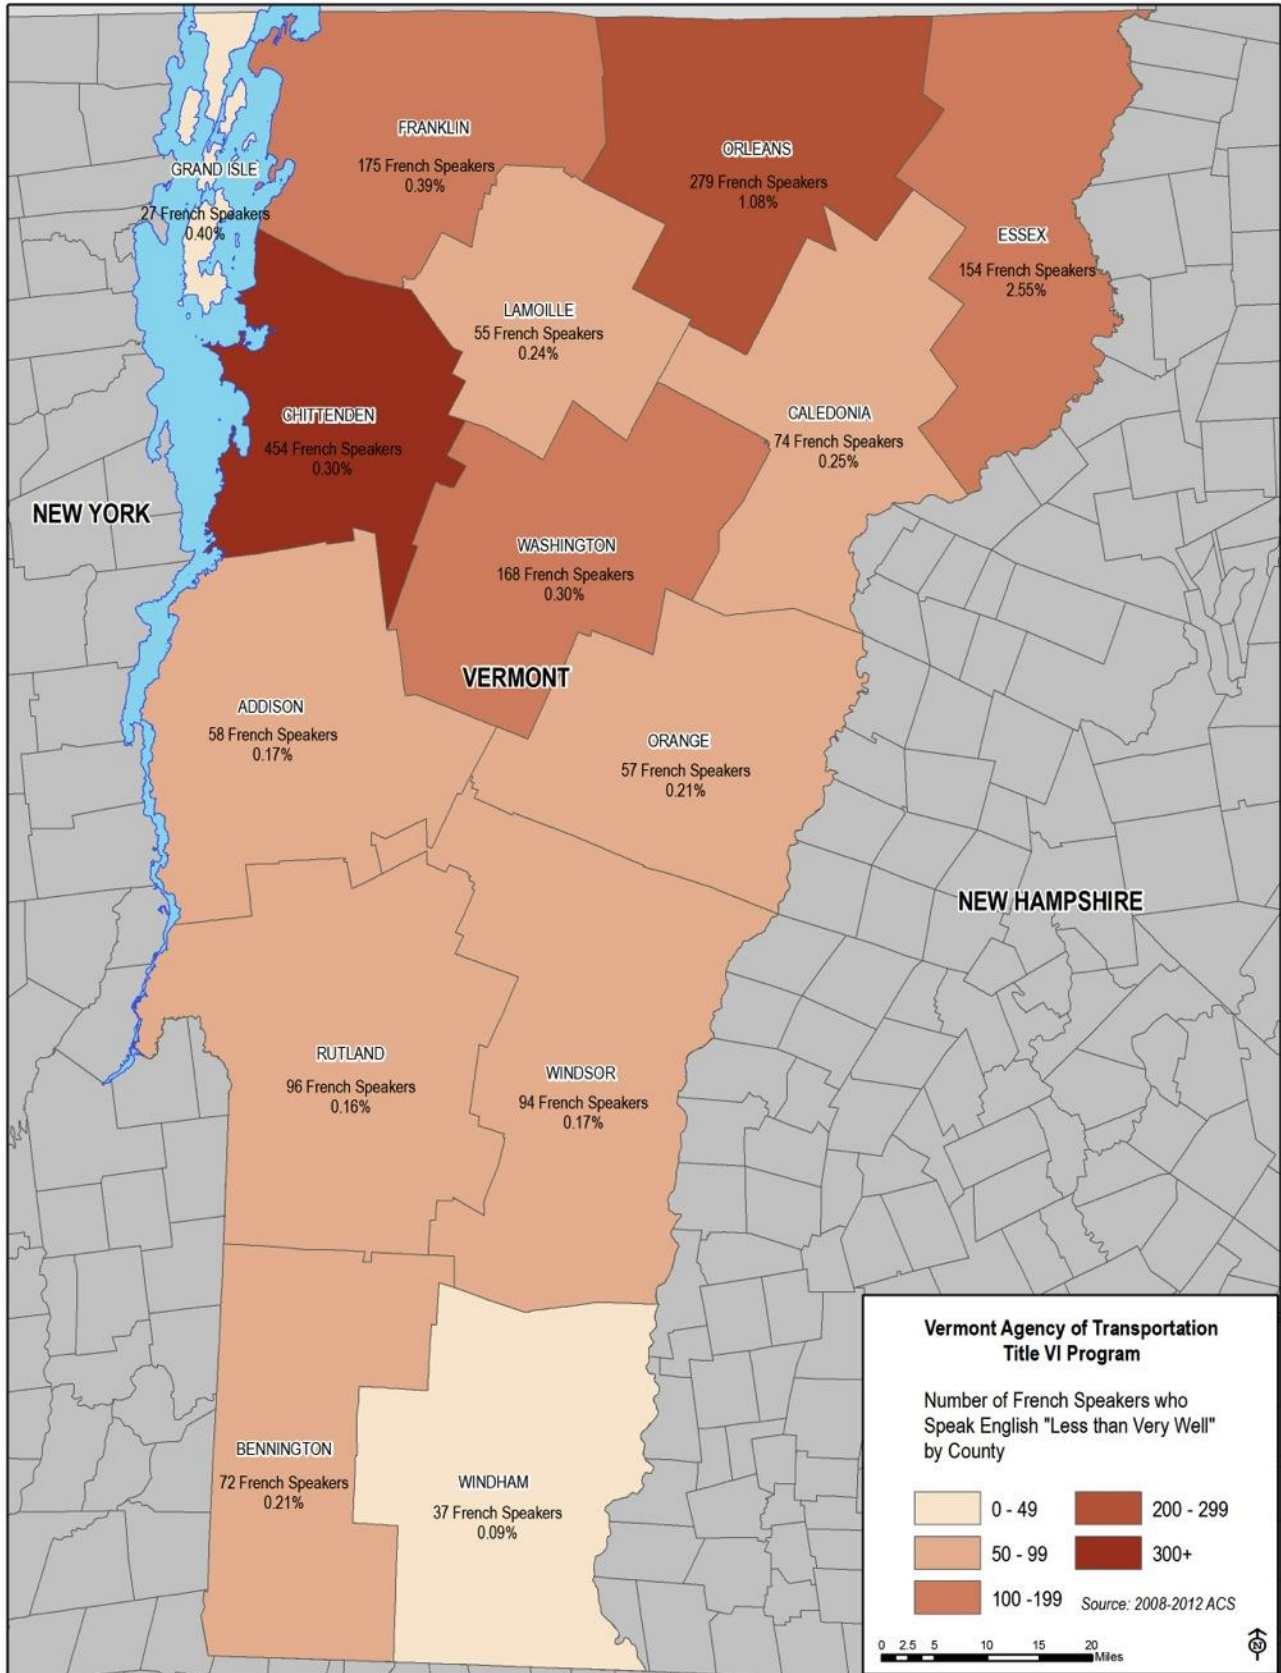 FRANKLIN
175 French Speakers
0.39%
ORLEANS
279 French Speakers
1.08%
GRAND ISLE
27 French Speakers
0.40%
ESSEX
154 French Speakers
2.55%
LAMOILLE
55 French Speakers
0.24%
CHITTENDEN
454 French Speakers
0.30%
CALEDONIA
74 French Speakers
0.25%
NEW YORK
WASHINGTON
168 French Speakers
0.30%
VERMONT
ADDISON
58 French Speakers
0.17%
ORANGE
57 French Speakers
0.21%
NEW HAMPSHIRE
RUTLAND
96 French Speakers
0.16%
WINDSOR
94 French Speakers
0.17%
BENNINGTON
72 French Speakers
0.21%
WINDHAM
37 French Speakers
0.09%
Vermont Agency of Transportation
Title VI Program
Number of French Speakers who
Speak English "Less than Very Well"
by County
0 - 49
50 - 99
100 -199
200 - 299
300+
Source: 2008-2012 ACS
0 2.5 5 10 15 20
Miles
N